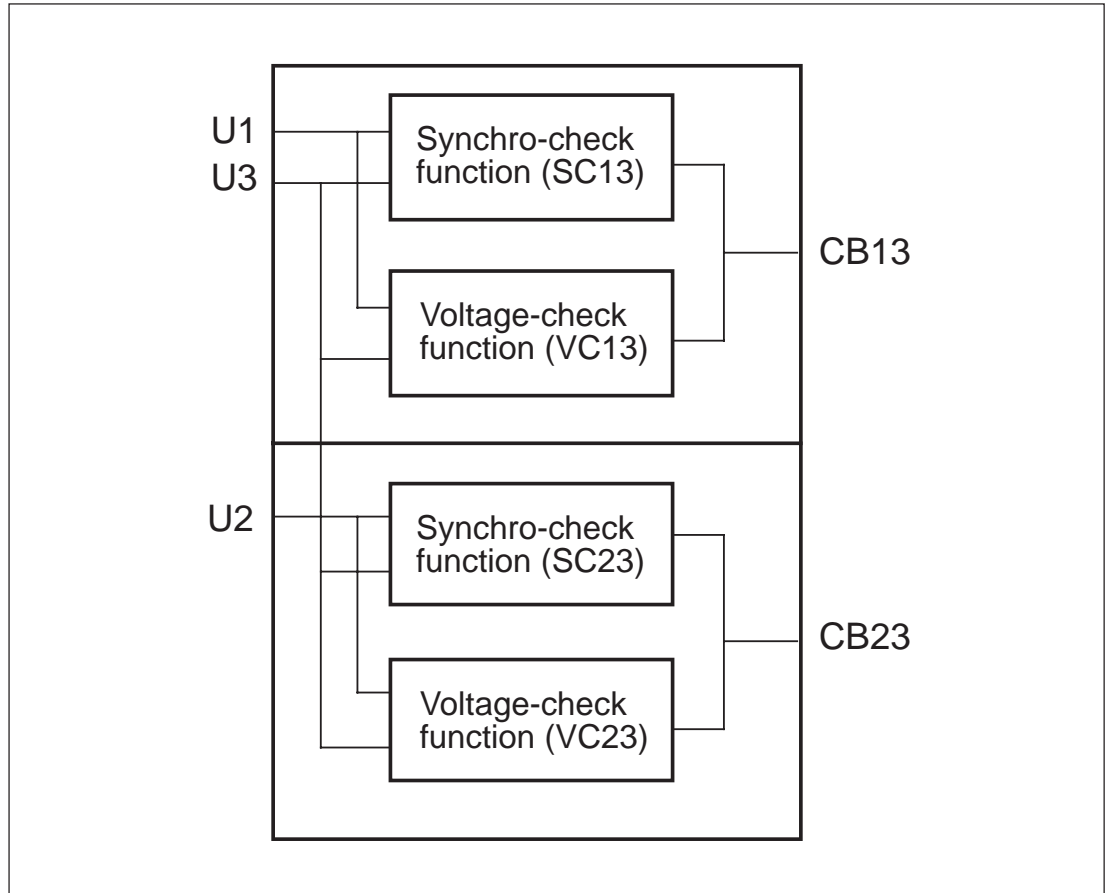 U1
U3
Synchro-check
function (SC13)
CB13
Voltage-check
function (VC13)
U2
Synchro-check
function (SC23)
CB23
Voltage-check
function (VC23)